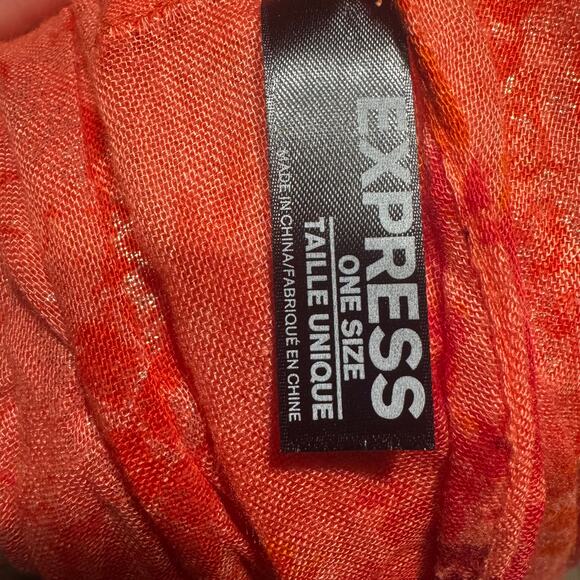 EXPRESS
ONE SIZE
TAILLE UNIQUE
MADE IN CHINA/FABRIQUÉ EN CHINE